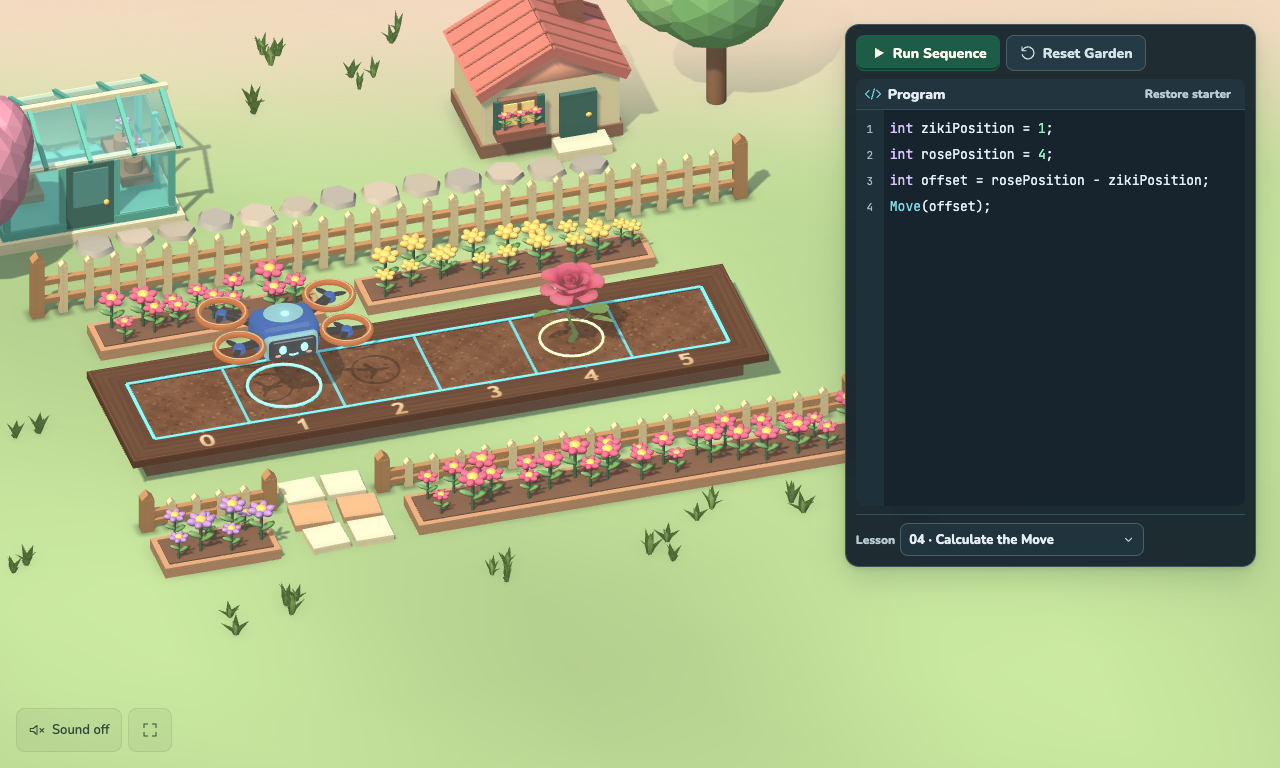 Run Sequence
Reset Garden
</> Program
Restore starter
1 int zikiPosition = 1;
2 int rosePosition = 4;
3 int offset = rosePosition - zikiPosition;
4 Move(offset);
0 1 2 3 4 5
Lesson 04 · Calculate the Move
Sound off